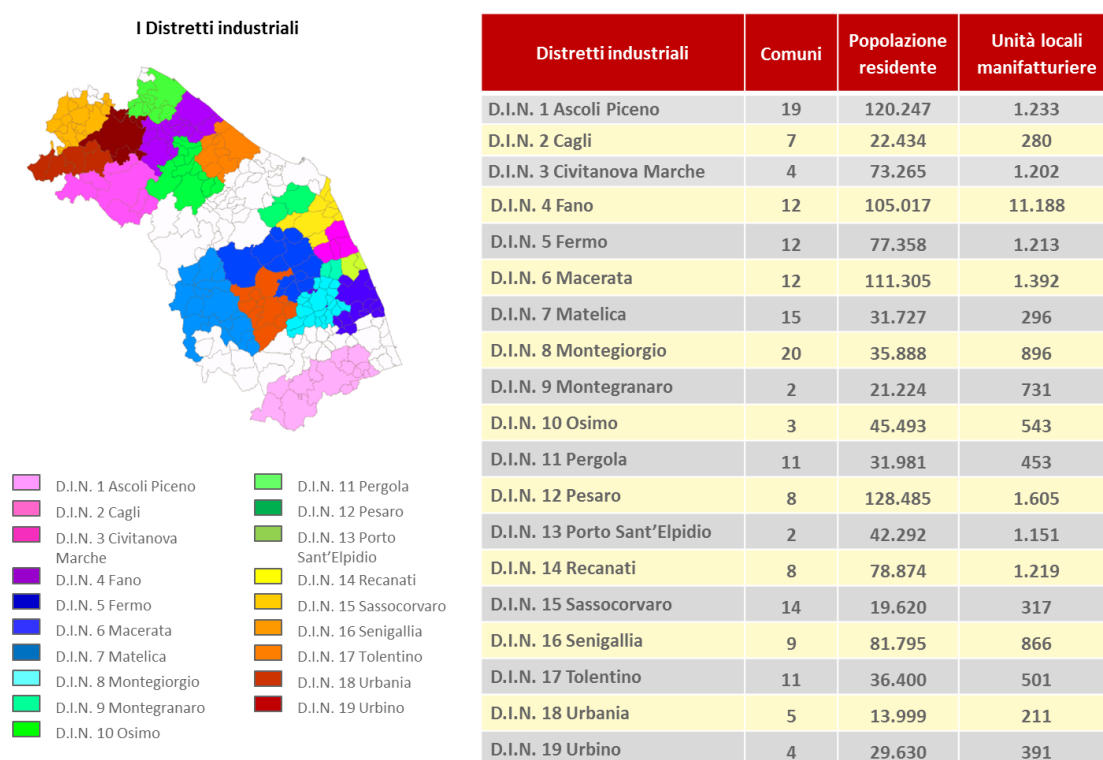 I Distretti industriali
D.I.N. 1 Ascoli Piceno
D.I.N. 2 Cagli
D.I.N. 3 Civitanova
Marche
D.I.N. 4 Fano
D.I.N. 5 Fermo
D.I.N. 6 Macerata
D.I.N. 7 Matelica
D.I.N. 8 Montegiorgio
D.I.N. 9 Montegranaro
D.I.N. 10 Osimo
D.I.N. 11 Pergola
D.I.N. 12 Pesaro
D.I.N. 13 Porto
Sant'Elpidio
D.I.N. 14 Recanati
D.I.N. 15 Sassocorvaro
D.I.N. 16 Senigallia
D.I.N. 17 Tolentino
D.I.N. 18 Urbania
D.I.N. 19 Urbino
Distretti industriali Comuni Popolazione residente Unità locali manifatturiere
D.I.N. 1 Ascoli Piceno 19 120.247 1.233
D.I.N. 2 Cagli 7 22.434 280
D.I.N. 3 Civitanova Marche 4 73.265 1.202
D.I.N. 4 Fano 12 105.017 11.188
D.I.N. 5 Fermo 12 77.358 1.213
D.I.N. 6 Macerata 12 111.305 1.392
D.I.N. 7 Matelica 15 31.727 296
D.I.N. 8 Montegiorgio 20 35.888 896
D.I.N. 9 Montegranaro 2 21.224 731
D.I.N. 10 Osimo 3 45.493 543
D.I.N. 11 Pergola 11 31.981 453
D.I.N. 12 Pesaro 8 128.485 1.605
D.I.N. 13 Porto Sant'Elpidio 2 42.292 1.151
D.I.N. 14 Recanati 8 78.874 1.219
D.I.N. 15 Sassocorvaro 14 19.620 317
D.I.N. 16 Senigallia 9 81.795 866
D.I.N. 17 Tolentino 11 36.400 501
D.I.N. 18 Urbania 5 13.999 211
D.I.N. 19 Urbino 4 29.630 391